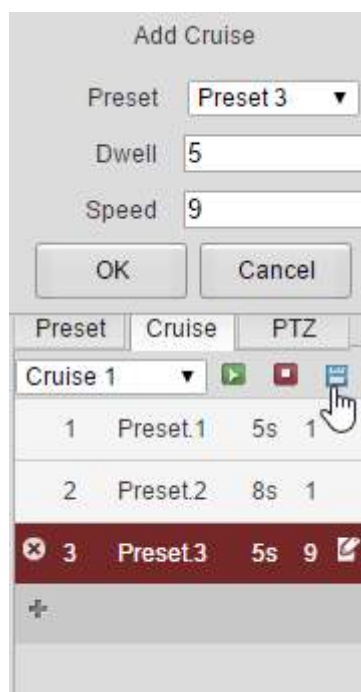 Add Cruise
Preset Preset 3
Dwell 5
Speed 9
OK Cancel
Preset Cruise PTZ
Cruise 1
1 Preset.1 5s 1
2 Preset.2 8s 1
3 Preset.3 5s 9